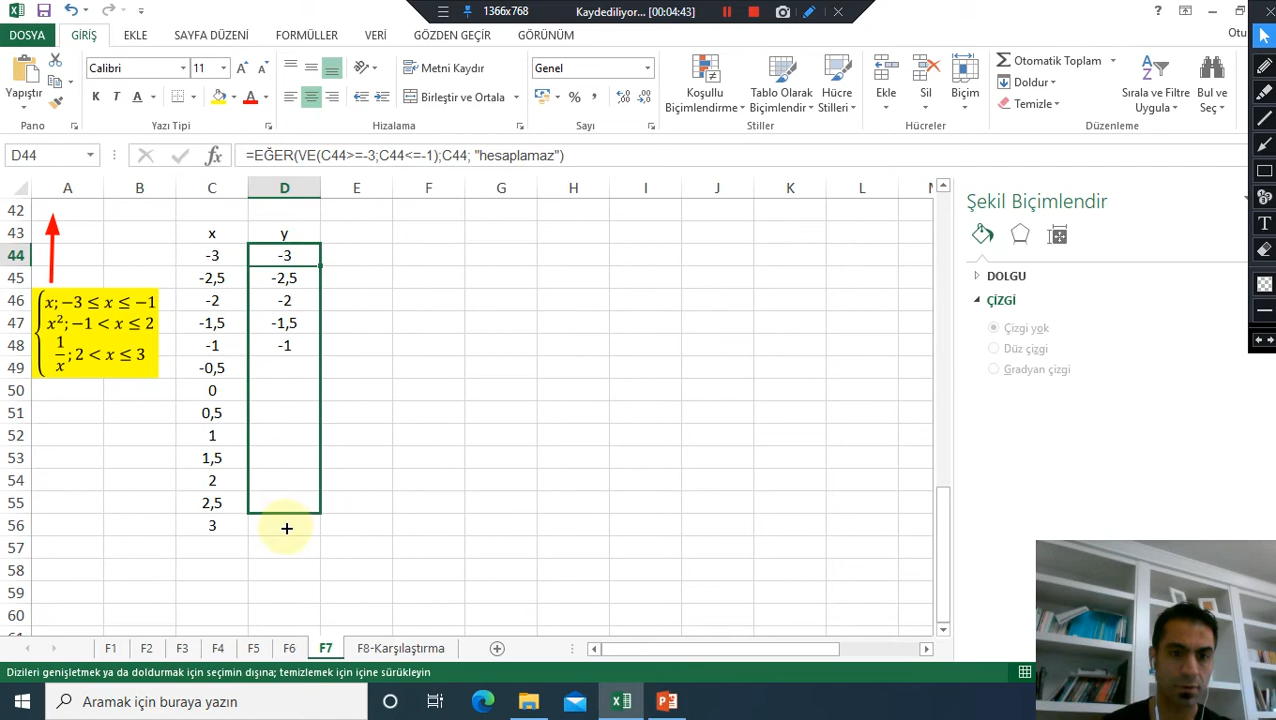 1366x768
Kaydediliyor... [00:04:43]
DOSYA GİRİŞ EKLE SAYFA DÜZENİ FORMÜLLER VERİ GÖZDEN GEÇİR GÖRÜNÜM
Otu
Yapıştır
Calibri 11
K A
Metni Kaydır
Birleştir ve Ortala
Genel
Koşullu Biçimlendirme
Tablo Olarak Biçimlendir
Hücre Stilleri
Ekle
Sil
Biçim
Otomatik Toplam
Doldur
Temizle
Sırala ve Filtre Uygula
Bul ve Seç
Pano Yazı Tipi Hizalama Sayı Stiller Hücreler Düzenleme
D44 =EĞER(VE(C44>=-3;C44<=-1);C44; "hesaplamaz")
A B C D E F G H I J K L
42
43 x y
44 -3 -3
45 -2,5 -2,5
46 -2 -2
47 -1,5 -1,5
48 -1 -1
49 -0,5
50 0
51 0,5
52 1
53 1,5
54 2
55 2,5
56 3
57
58
59
60
61
x; −3 ≤ x ≤ −1
x²; −1 < x ≤ 2
1/x; 2 < x ≤ 3
Şekil Biçimlendir
DOLGU
ÇİZGİ
Çizgi yok
Düz çizgi
Gradyan çizgi
F1 F2 F3 F4 F5 F6 F7 F8-Karşılaştırma
Dizileri genişletmek ya da doldurmak için seçimin dışına; temizlemek için içine sürükleyin
Aramak için buraya yazın